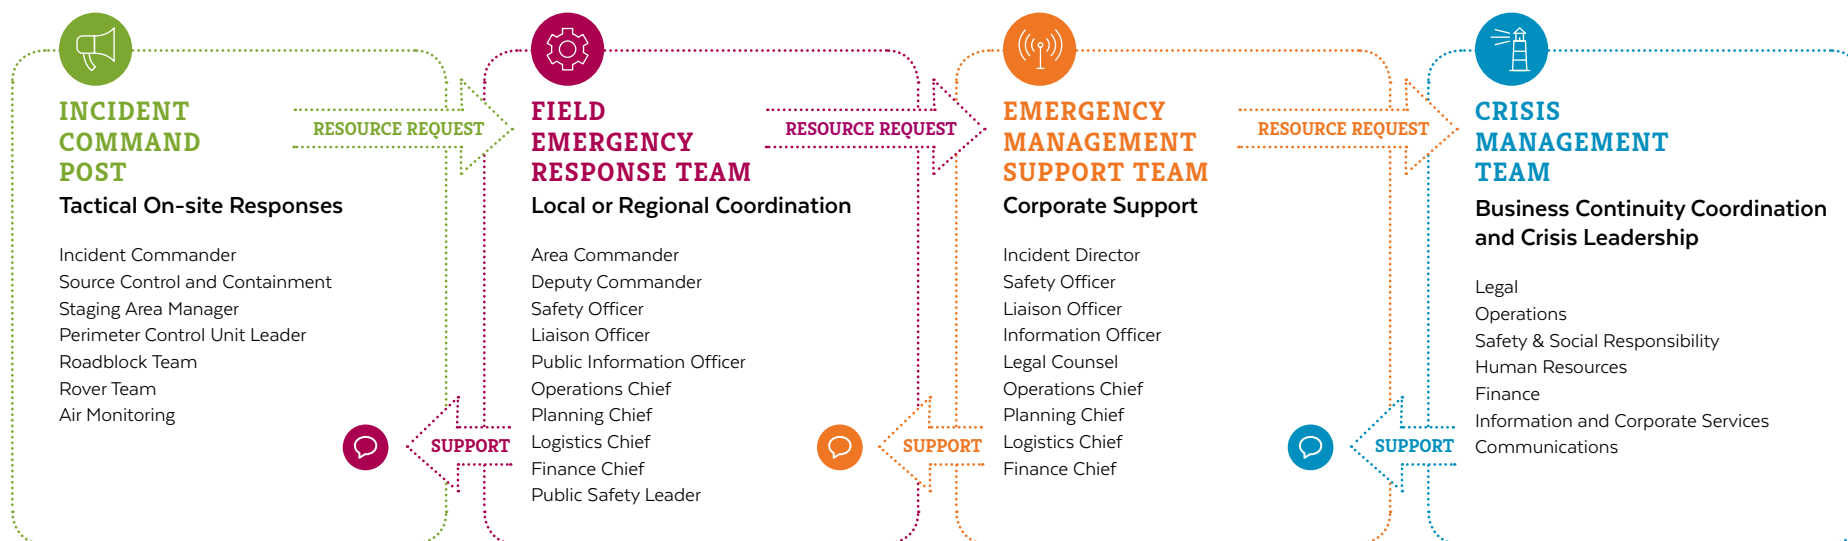 INCIDENT
COMMAND
POST
Tactical On-site Responses
Incident Commander
Source Control and Containment
Staging Area Manager
Perimeter Control Unit Leader
Roadblock Team
Rover Team
Air Monitoring
RESOURCE REQUEST
FIELD
EMERGENCY
RESPONSE TEAM
Local or Regional Coordination
Area Commander
Deputy Commander
Safety Officer
Liaison Officer
Public Information Officer
Operations Chief
Planning Chief
Logistics Chief
Finance Chief
Public Safety Leader
SUPPORT
RESOURCE REQUEST
EMERGENCY
MANAGEMENT
SUPPORT TEAM
Corporate Support
Incident Director
Safety Officer
Liaison Officer
Information Officer
Legal Counsel
Operations Chief
Planning Chief
Logistics Chief
Finance Chief
SUPPORT
RESOURCE REQUEST
CRISIS
MANAGEMENT
TEAM
Business Continuity Coordination
and Crisis Leadership
Legal
Operations
Safety & Social Responsibility
Human Resources
Finance
Information and Corporate Services
Communications
SUPPORT